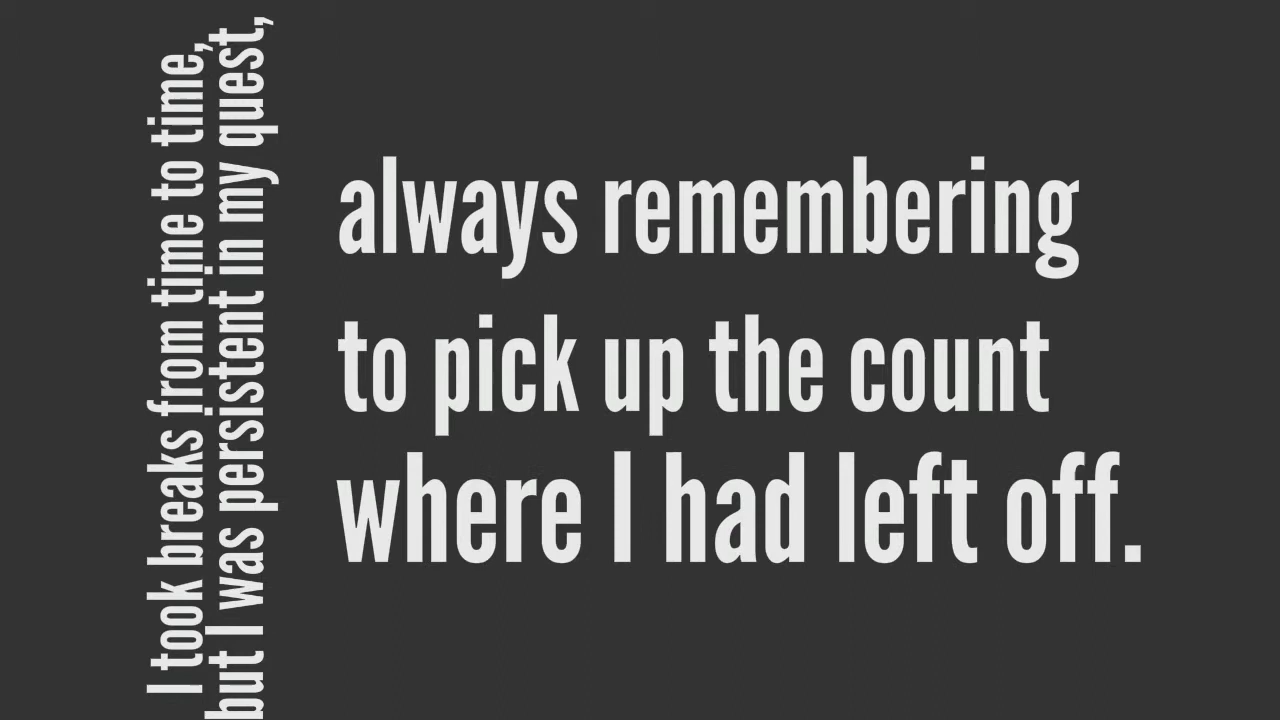 I took breaks from time to time,
but I was persistent in my quest,
always remembering
to pick up the count
where I had left off.